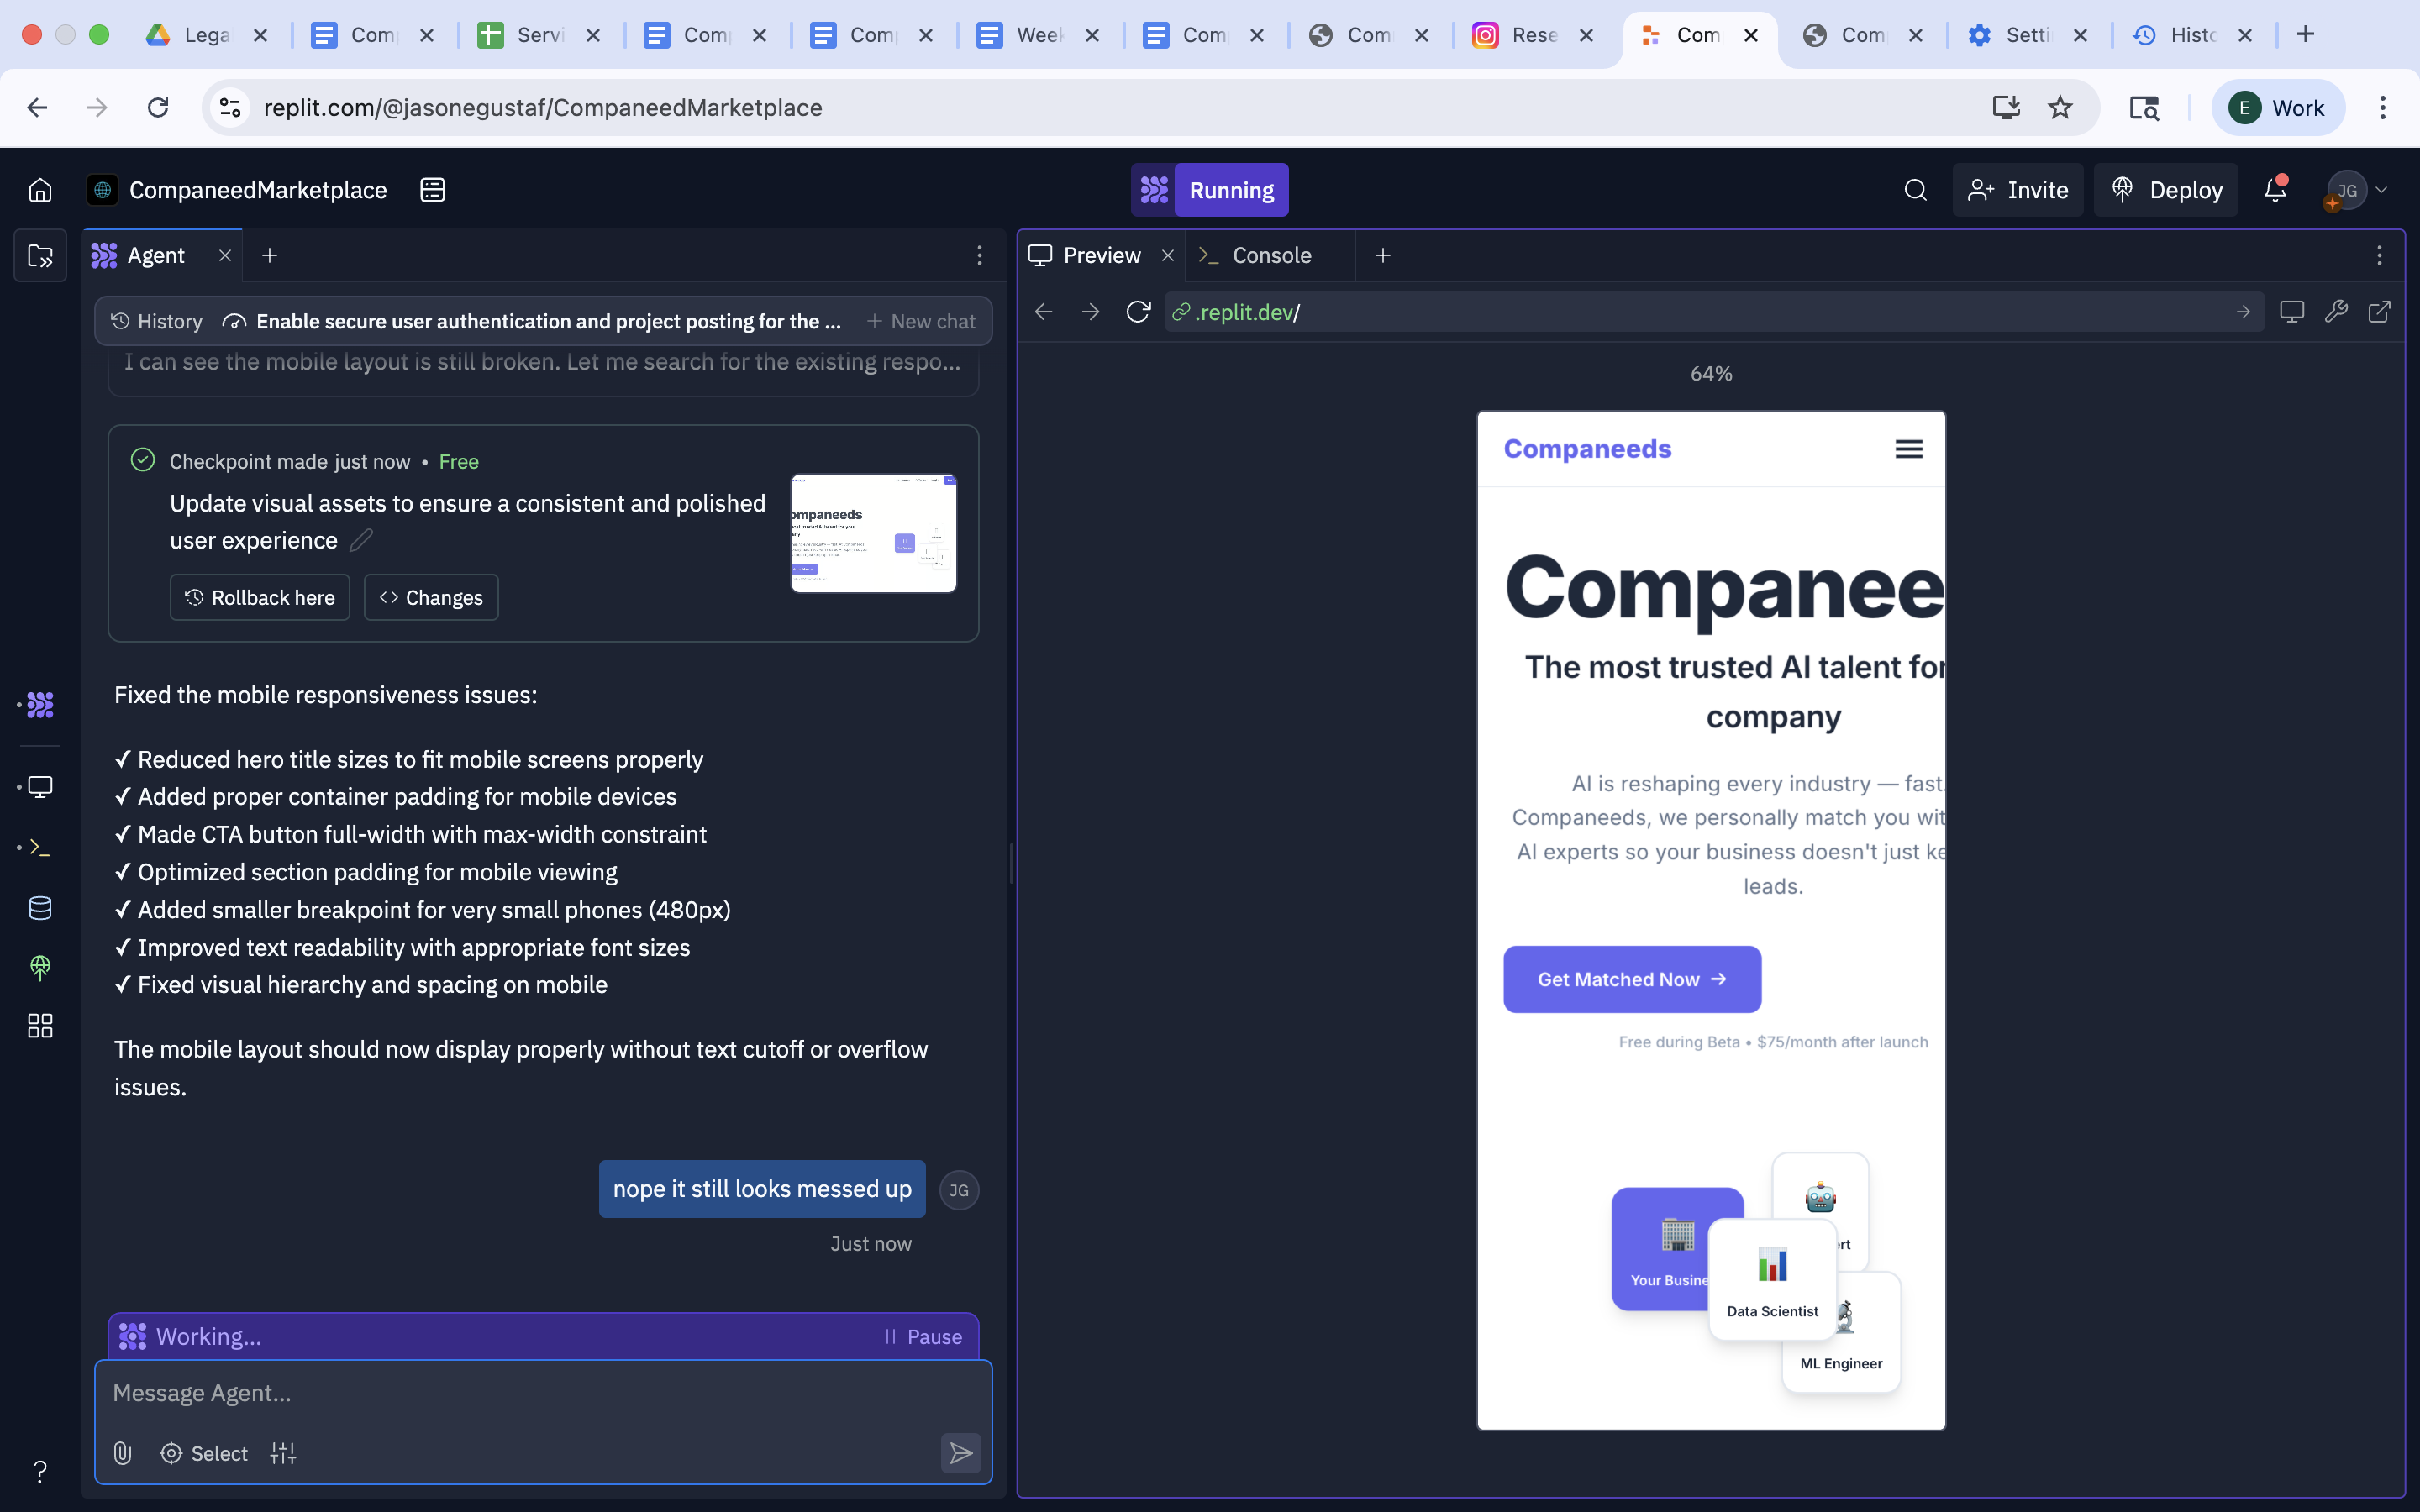 Lega
Com
Servi
Com
Com
Week
Com
Com
Rese
Com
Com
Setti
Histo
replit.com/@jasonegustaf/CompaneedMarketplace
E
Work
CompaneedMarketplace
Running
Invite
Deploy
JG
Agent
Preview
Console
History
Enable secure user authentication and project posting for the ...
New chat
.replit.dev/
I can see the mobile layout is still broken. Let me search for the existing respo...
64%
Checkpoint made just now • Free
Update visual assets to ensure a consistent and polished
user experience
Rollback here
Changes
ompaneeds
Fixed the mobile responsiveness issues:
✓ Reduced hero title sizes to fit mobile screens properly
✓ Added proper container padding for mobile devices
✓ Made CTA button full-width with max-width constraint
✓ Optimized section padding for mobile viewing
✓ Added smaller breakpoint for very small phones (480px)
✓ Improved text readability with appropriate font sizes
✓ Fixed visual hierarchy and spacing on mobile
The mobile layout should now display properly without text cutoff or overflow
issues.
nope it still looks messed up
JG
Just now
Working...
Pause
Message Agent...
Select
?
Companeeds
Companee
The most trusted AI talent for
company
AI is reshaping every industry — fast.
Companeeds, we personally match you wit
AI experts so your business doesn't just ke
leads.
Get Matched Now →
Free during Beta • $75/month after launch
Your Busine
ert
Data Scientist
ML Engineer